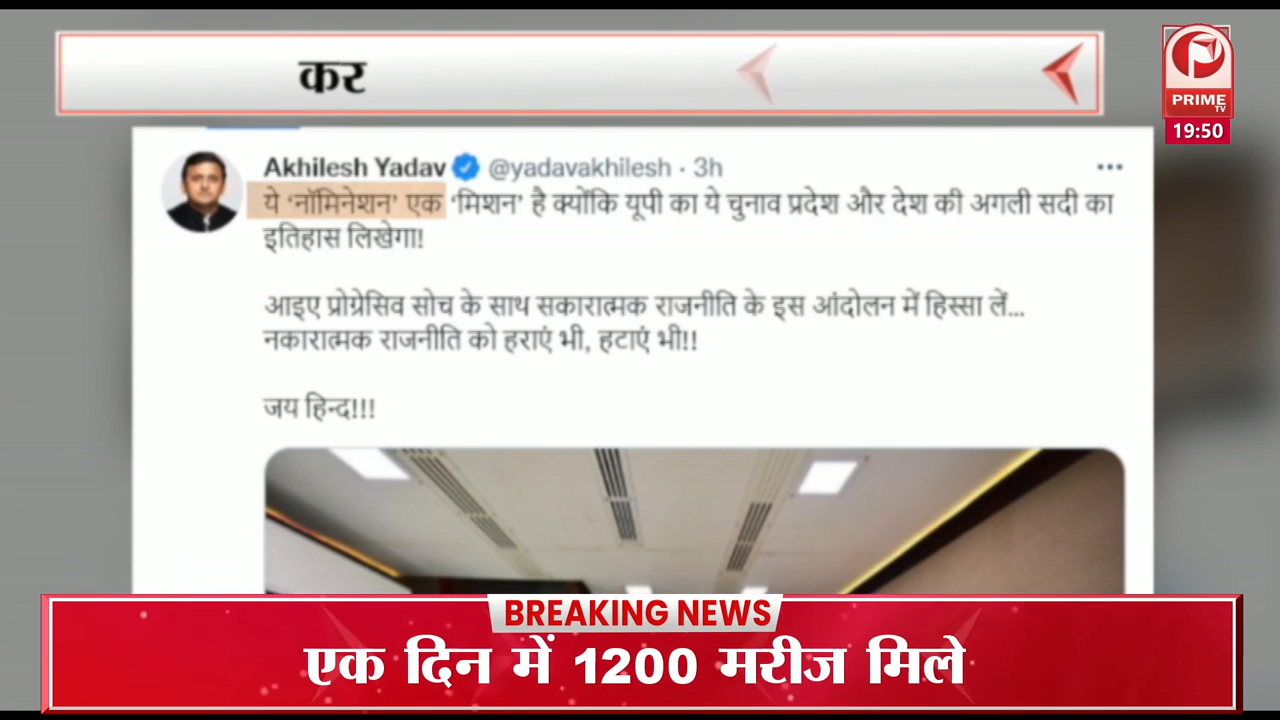 कर
PRIME
TV
19:50
Akhilesh Yadav @yadavakhilesh · 3h
ये ‘नॉमिनेशन’ एक ‘मिशन’ है क्योंकि यूपी का ये चुनाव प्रदेश और देश की अगली सदी का
इतिहास लिखेगा!
आइए प्रोग्रेसिव सोच के साथ सकारात्मक राजनीति के इस आंदोलन में हिस्सा लें...
नकारात्मक राजनीति को हराएं भी, हटाएं भी!!
जय हिन्द!!!
BREAKING NEWS
एक दिन में 1200 मरीज मिले